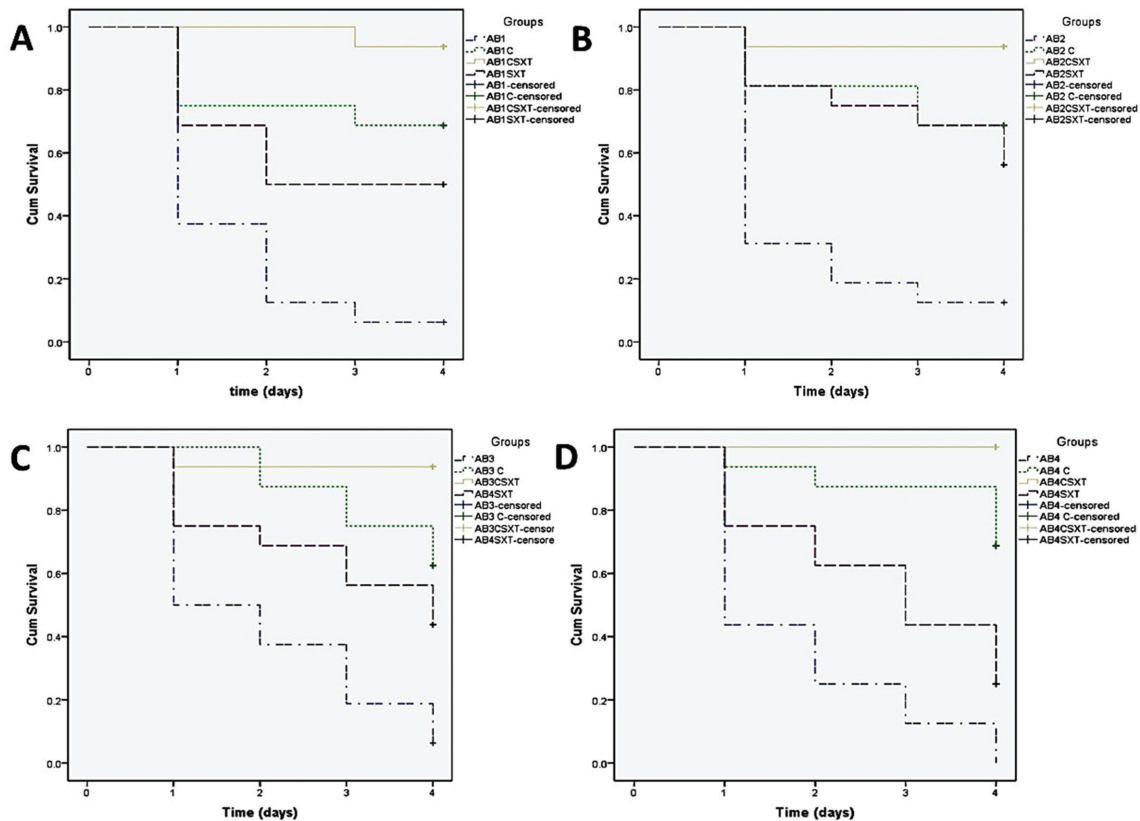 A
Cum Survival
1.0
0.8
0.6
0.4
0.2
0.0
0 1 2 3 4
time (days)
Groups
AB1
AB1C
AB1CSXT
AB1SXT
AB1-censored
AB1C-censored
AB1CSXT-censored
AB1SXT-censored
B
Cum Survival
1.0
0.8
0.6
0.4
0.2
0.0
0 1 2 3 4
Time (days)
Groups
AB2
AB2 C
AB2CSXT
AB2SXT
AB2-censored
AB2 C-censored
AB2CSXT-censored
AB2SXT-censored
C
Cum Survival
1.0
0.8
0.6
0.4
0.2
0.0
0 1 2 3 4
Time (days)
Groups
AB3
AB3 C
AB3CSXT
AB4SXT
AB3-censored
AB3 C-censored
AB3CSXT-censor
AB4SXT-censore
D
Cum Survival
1.0
0.8
0.6
0.4
0.2
0.0
0 1 2 3 4
Time (days)
Groups
AB4
AB4 C
AB4CSXT
AB4SXT
AB4-censored
AB4 C-censored
AB4CSXT-censored
AB4SXT-censored